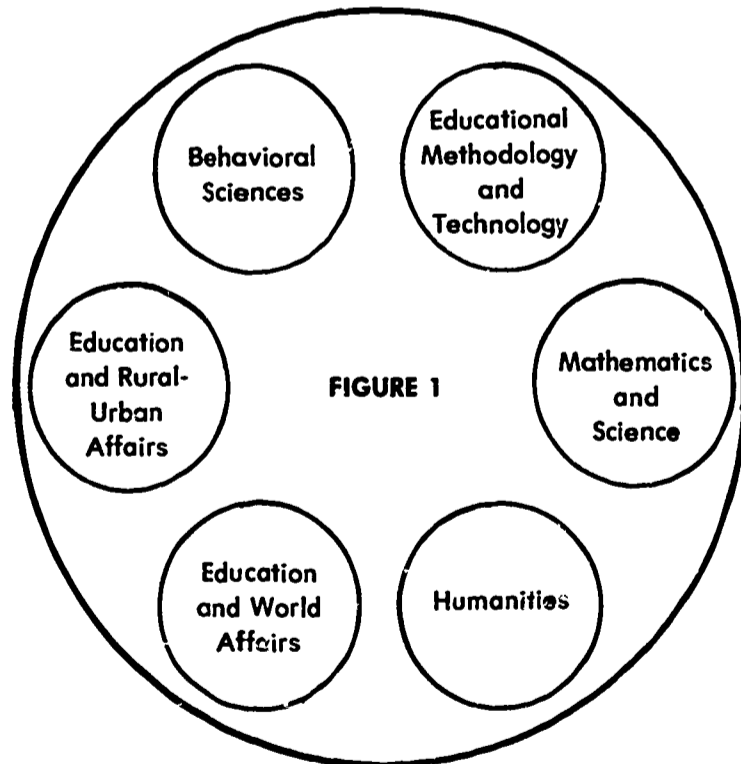 Behavioral
Sciences
Educational
Methodology
and
Technology
Education
and Rural-
Urban
Affairs
FIGURE 1
Mathematics
and
Science
Education
and World
Affairs
Humanities